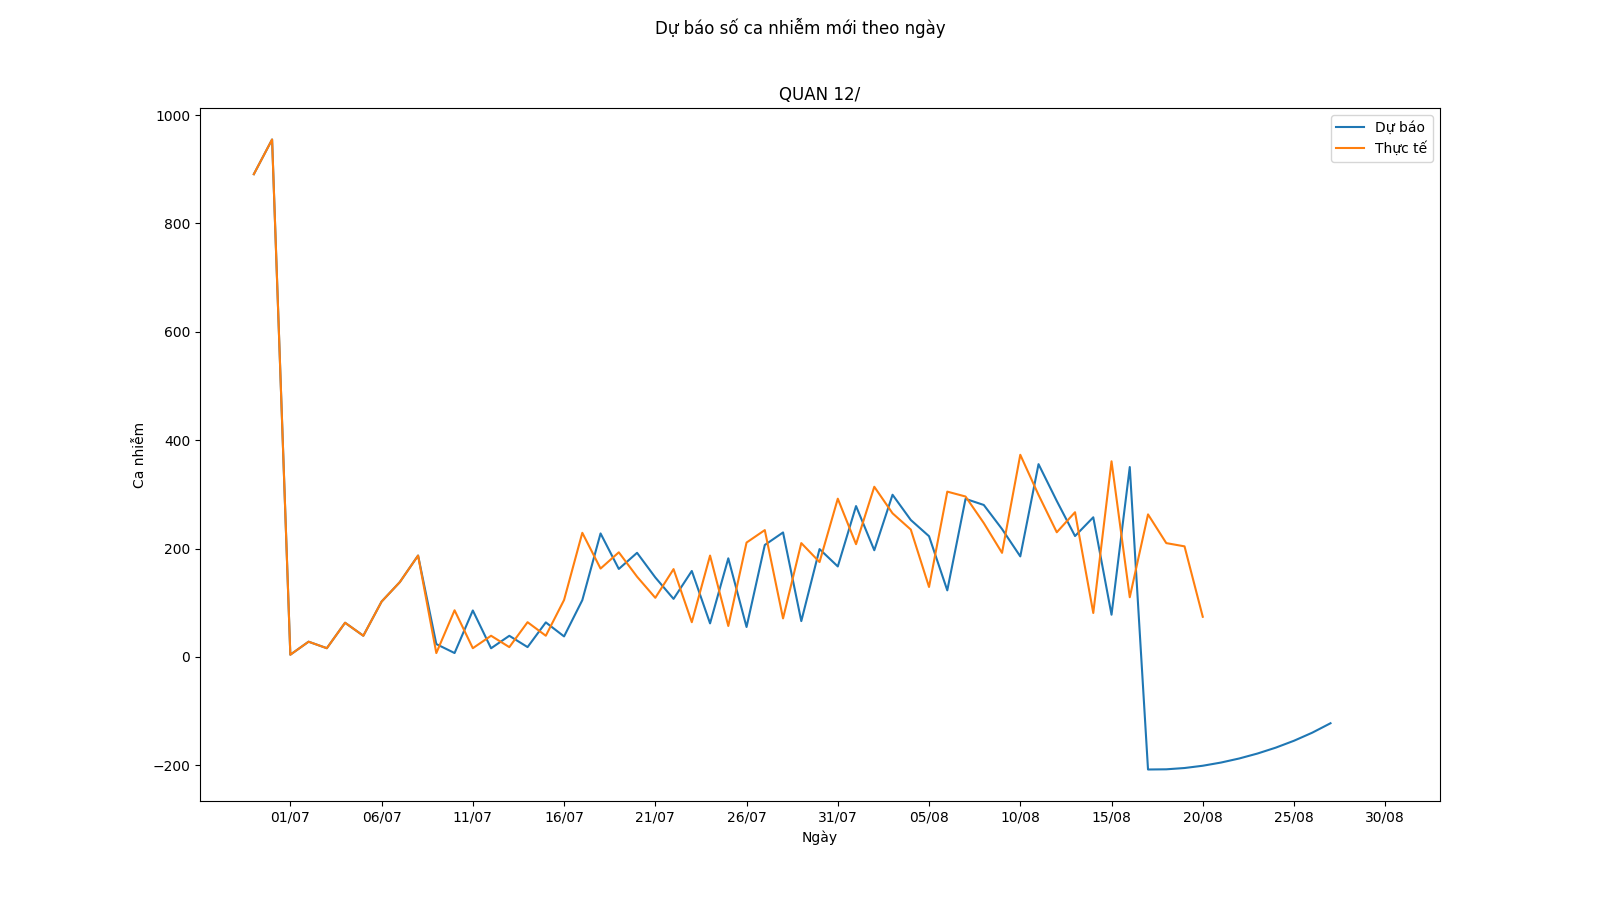 Dự báo số ca nhiễm mới theo ngày
QUAN 12/
Dự báo
Thực tế
Ca nhiễm
1000
800
600
400
200
0
−200
01/07 06/07 11/07 16/07 21/07 26/07 31/07 05/08 10/08 15/08 20/08 25/08 30/08
Ngày